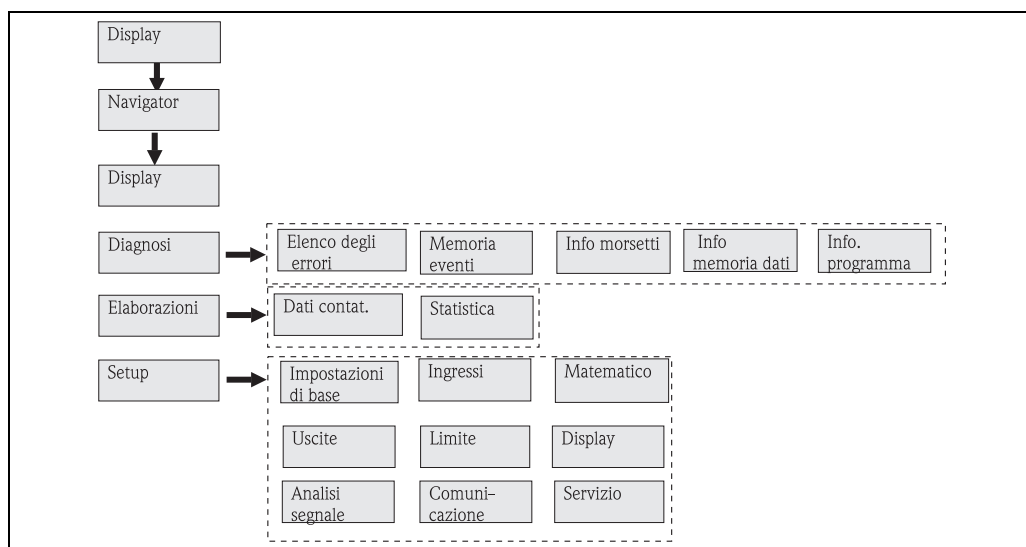 Display
Navigator
Display
Diagnosi
Elenco degli
errori
Memoria
eventi
Info morsetti
Info
memoria dati
Info.
programma
Elaborazioni
Dati contat.
Statistica
Setup
Impostazioni
di base
Ingressi
Matematico
Uscite
Limite
Display
Analisi
segnale
Comuni-
cazione
Servizio